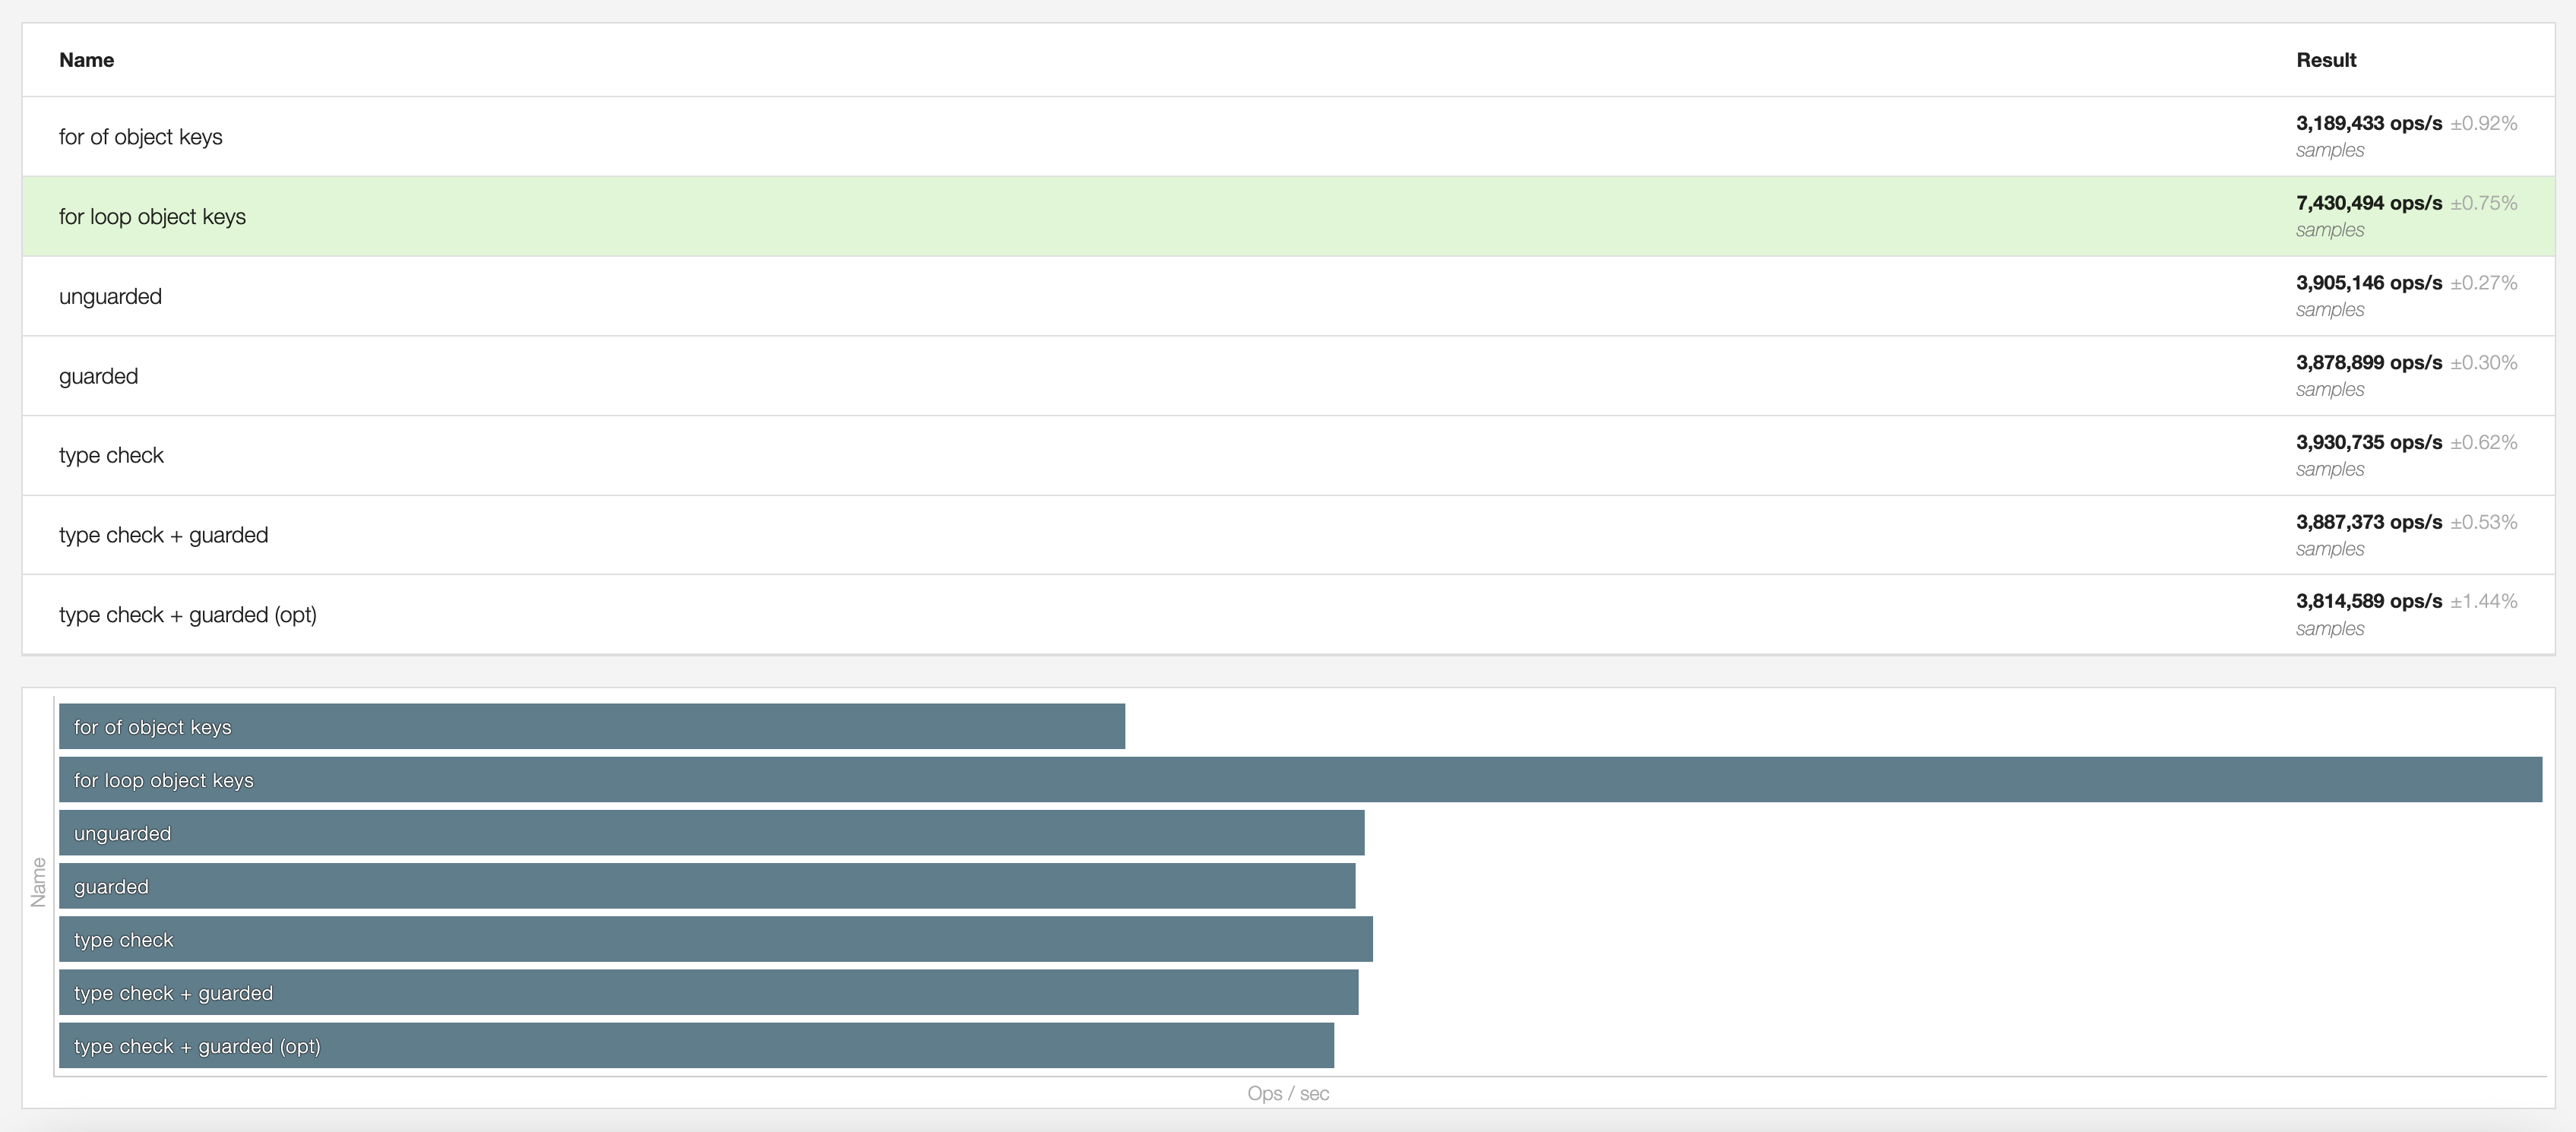 Name Result
for of object keys 3,189,433 ops/s ±0.92%
samples
for loop object keys 7,430,494 ops/s ±0.75%
samples
unguarded 3,905,146 ops/s ±0.27%
samples
guarded 3,878,899 ops/s ±0.30%
samples
type check 3,930,735 ops/s ±0.62%
samples
type check + guarded 3,887,373 ops/s ±0.53%
samples
type check + guarded (opt) 3,814,589 ops/s ±1.44%
samples
Name
for of object keys
for loop object keys
unguarded
guarded
type check
type check + guarded
type check + guarded (opt)
Ops / sec